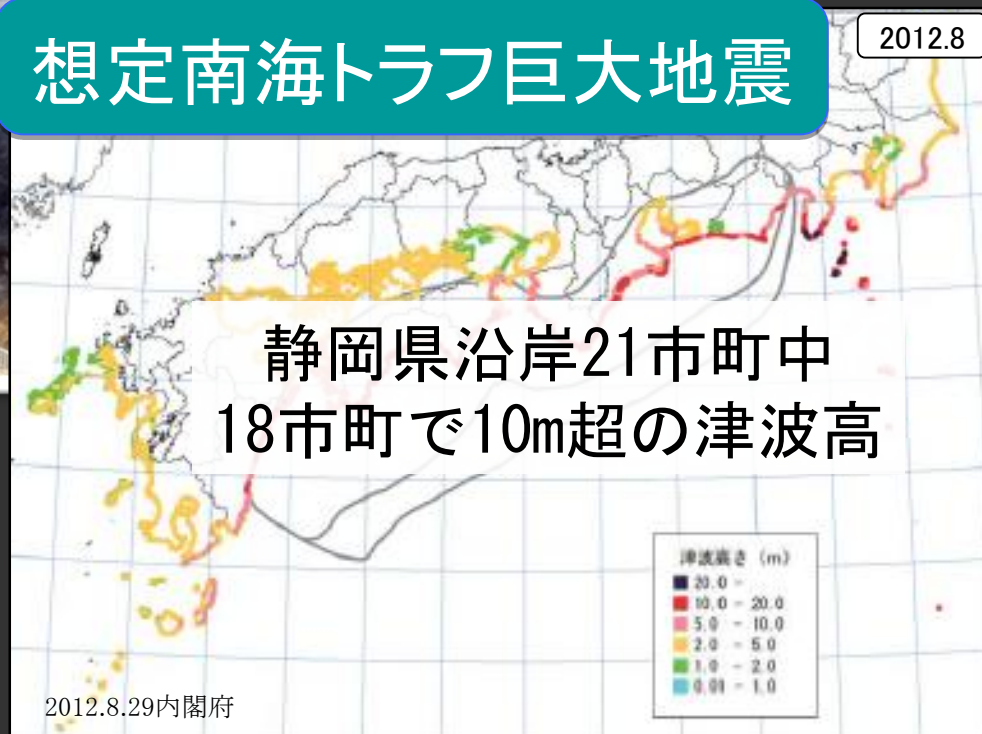 想定南海トラフ巨大地震
2012.8
静岡県沿岸21市町中
18市町で10m超の津波高
津波高さ (m)
20.0 -
10.0 - 20.0
5.0 - 10.0
2.0 - 5.0
1.0 - 2.0
0.01 - 1.0
2012.8.29内閣府